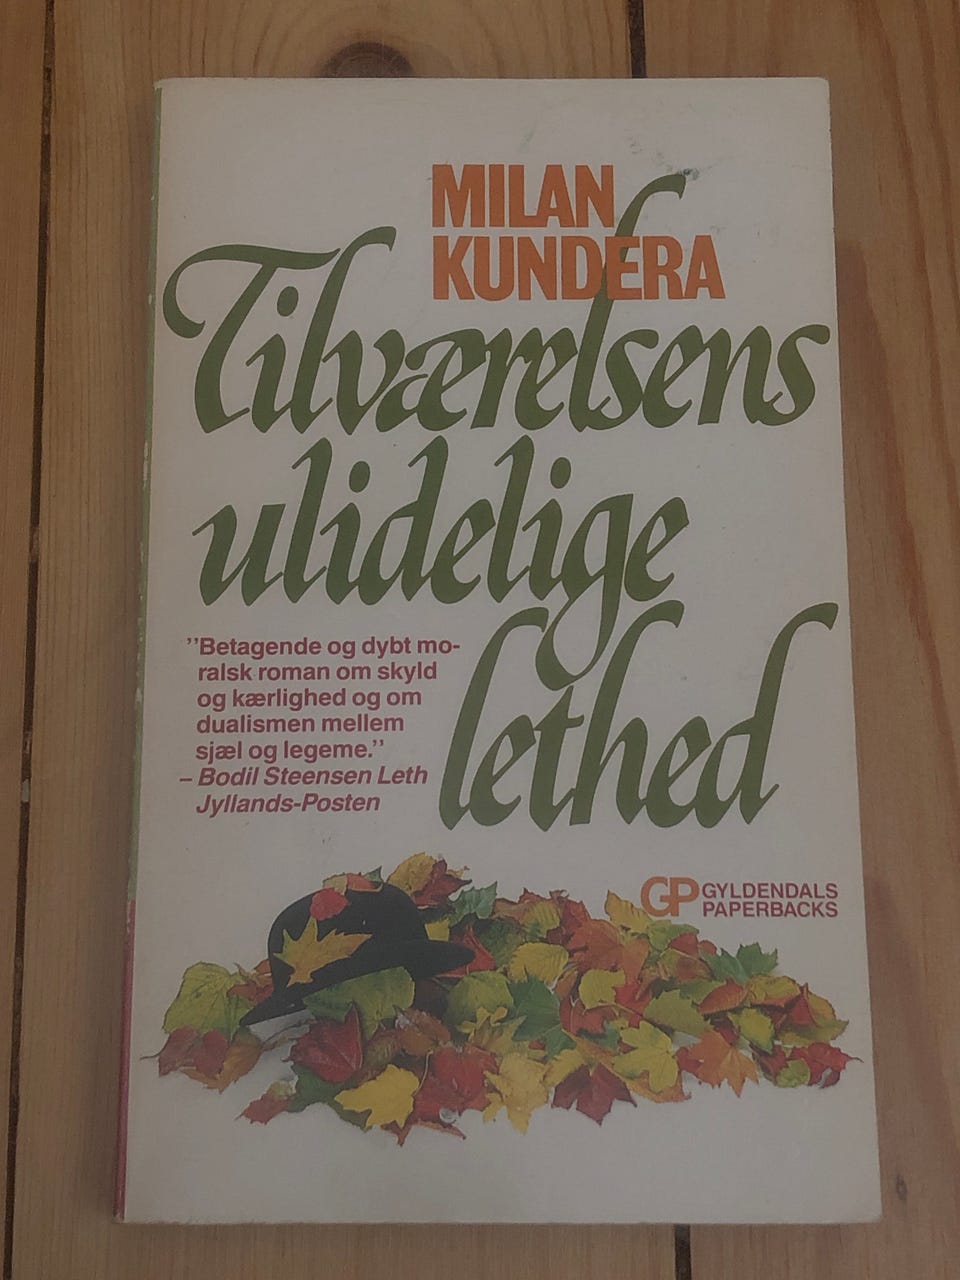 MILAN
KUNDERA
Tilværelsens
ulidelige
lethed
"Betagende og dybt mo-
ralsk roman om skyld
og kærlighed og om
dualismen mellem
sjæl og legeme."
– Bodil Steensen Leth
Jyllands-Posten
GP GYLDENDALS
PAPERBACKS